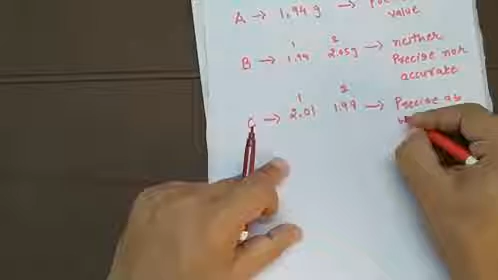 A → 1.94 g →
value
1 2
B → 1.94 2.05g → neither
Precise nor
accurate
1 2
C → 2.01 1.99 → Precise as